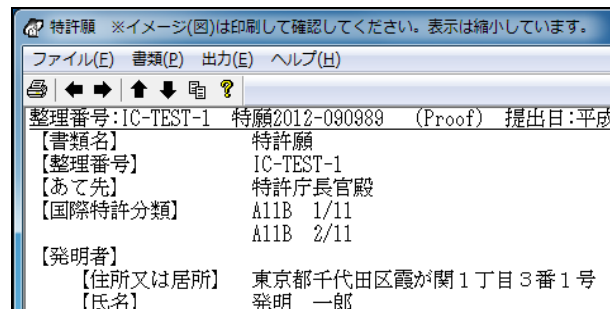 特許願 ※イメージ(図)は印刷して確認してください。表示は縮小しています。
ファイル(F) 書類(P) 出力(E) ヘルプ(H)
整理番号:IC-TEST-1 特願2012-090989 (Proof) 提出日:平成
【書類名】 特許願
【整理番号】 IC-TEST-1
【あて先】 特許庁長官殿
【国際特許分類】 A11B 1/11
A11B 2/11
【発明者】
【住所又は居所】 東京都千代田区霞が関1丁目3番1号
【氏名】 発明 一郎